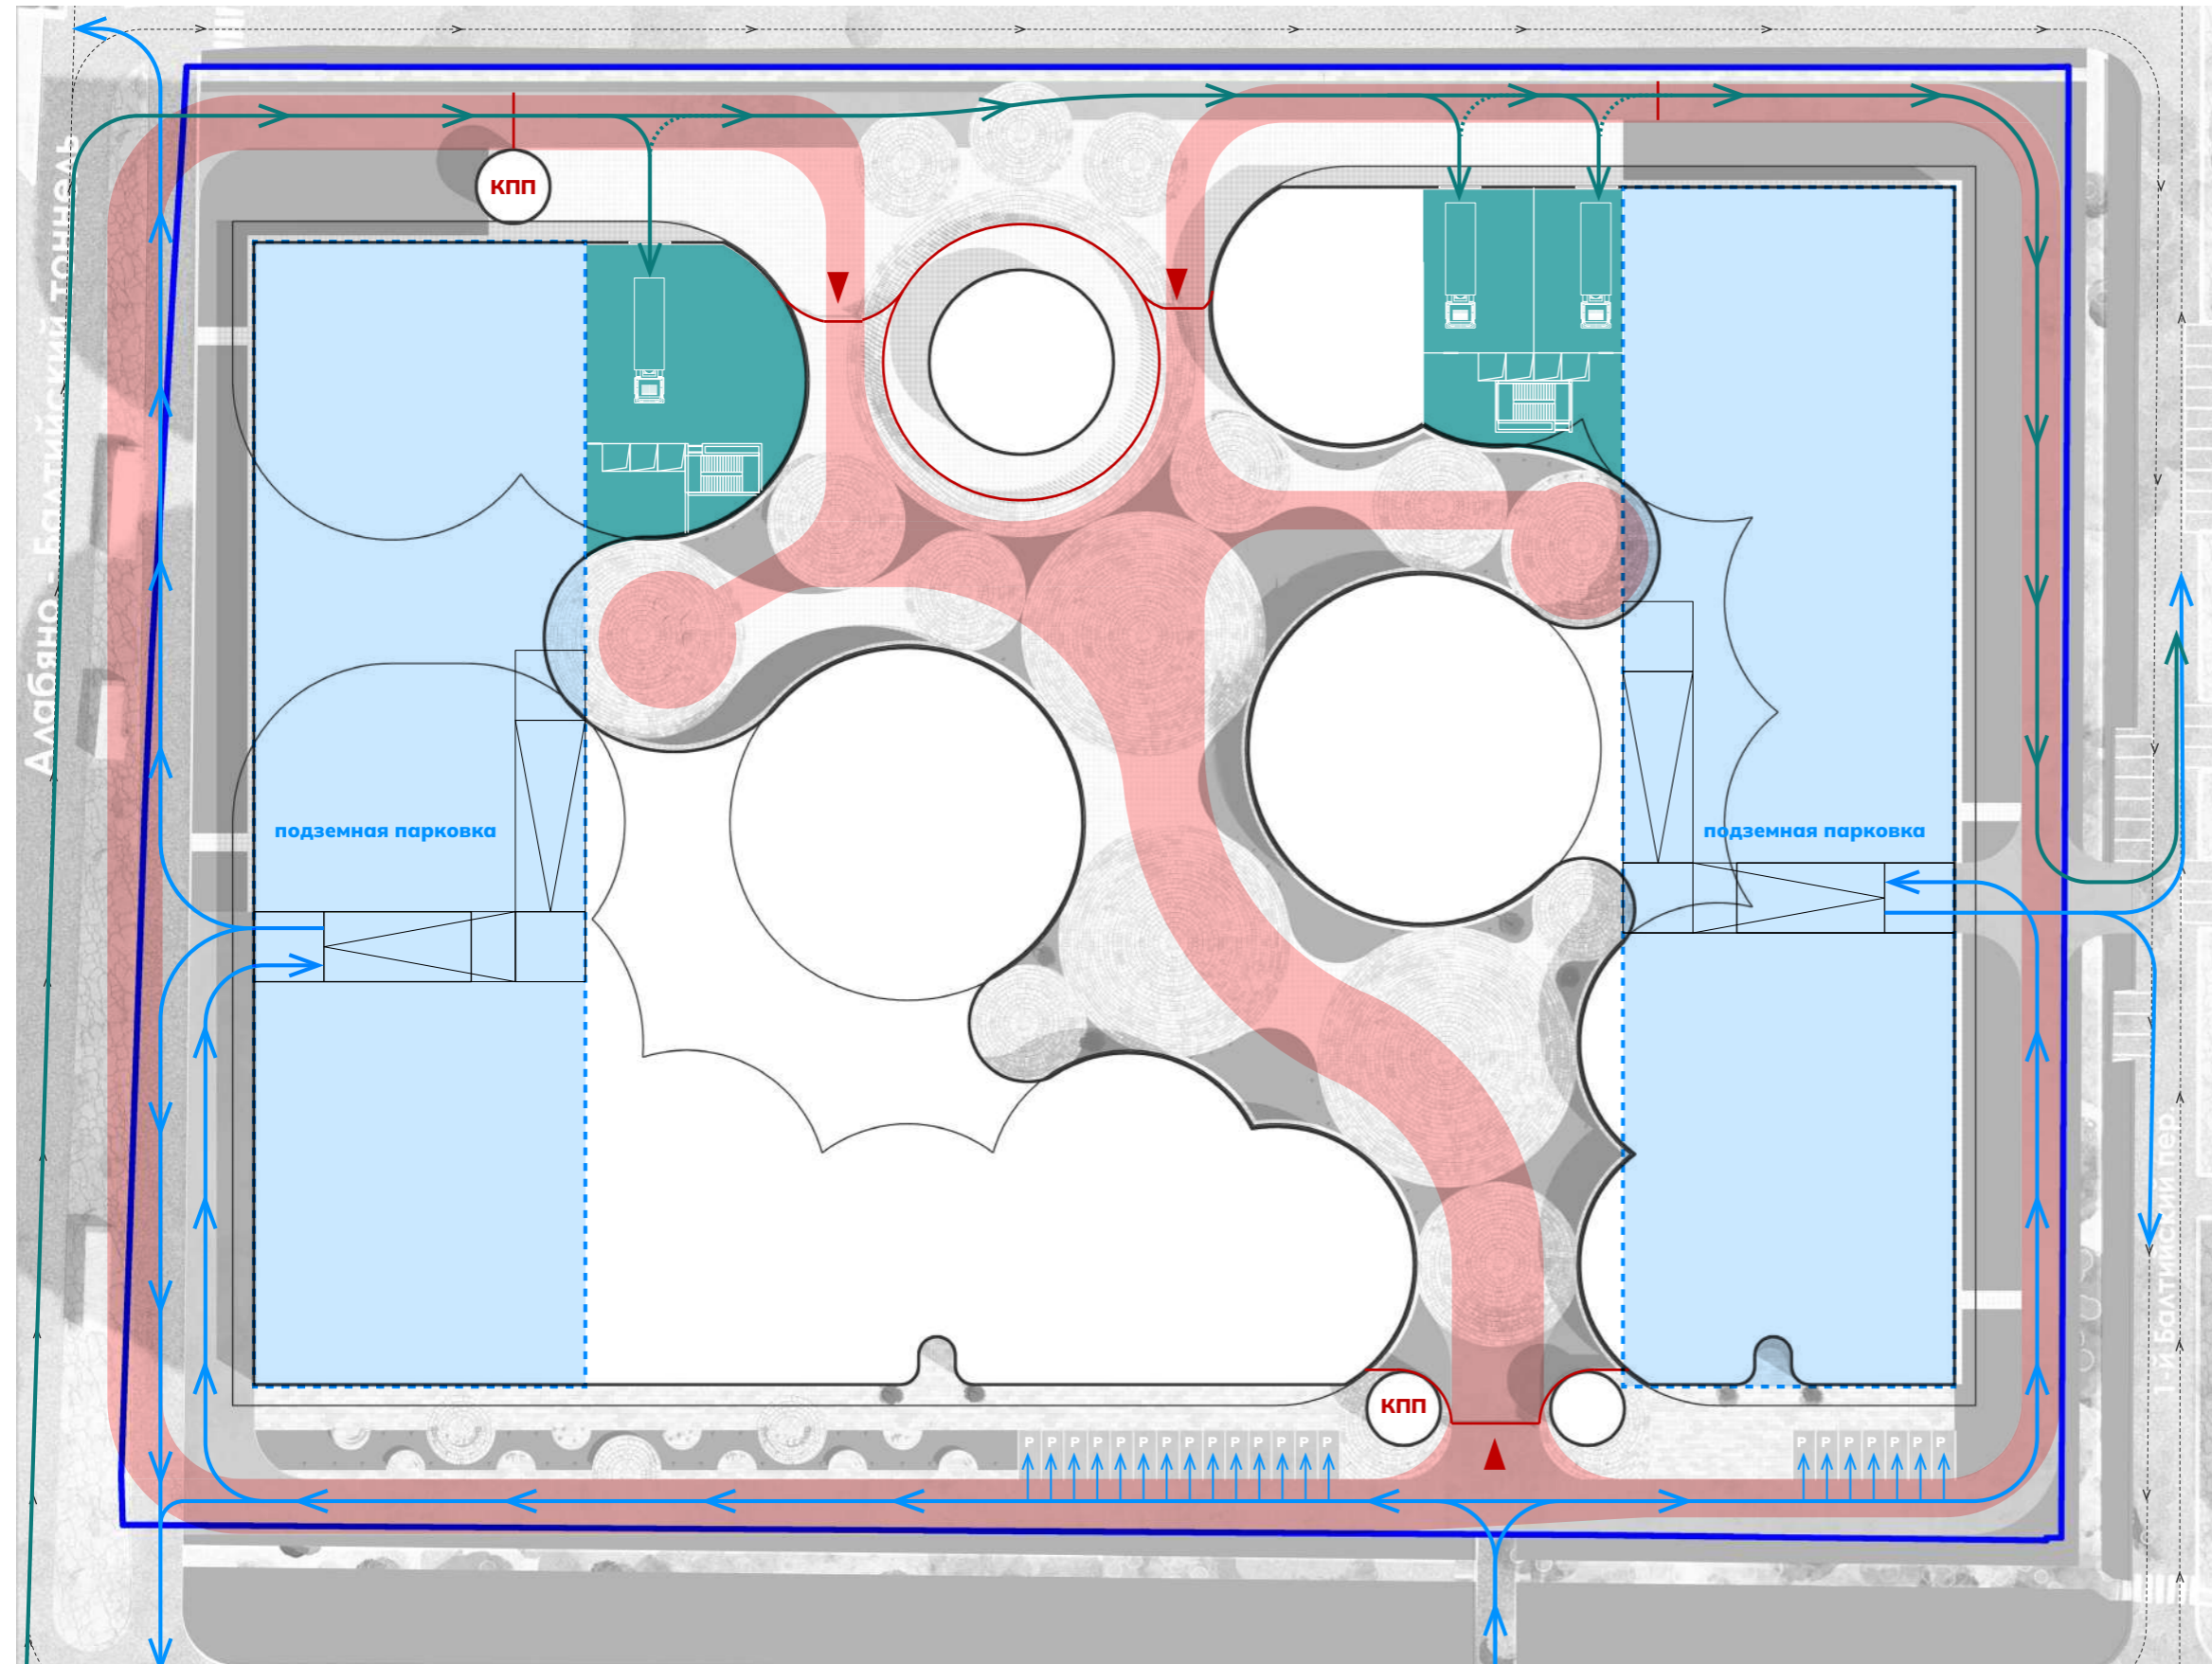 КПП
Алабяно - Балтийский тоннель
подземная парковка
подземная парковка
1-й Балтийский пер.
КПП
P P P P P P P P P P P P P P
P P P P P P P